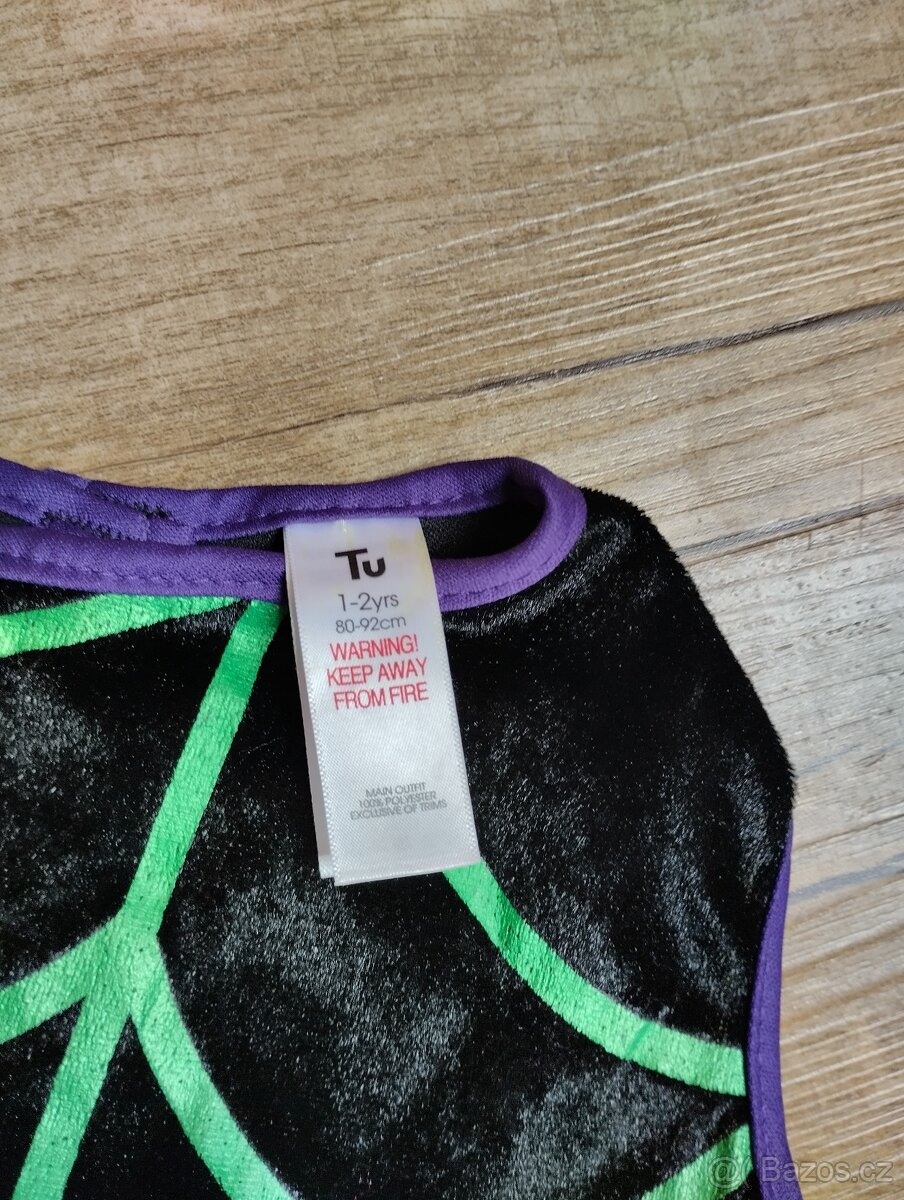 Tu
1-2yrs
80-92cm
WARNING!
KEEP AWAY
FROM FIRE
MAIN OUTFIT
100% POLYESTER
EXCLUSIVE OF TRIMS
@ Bazos.cz